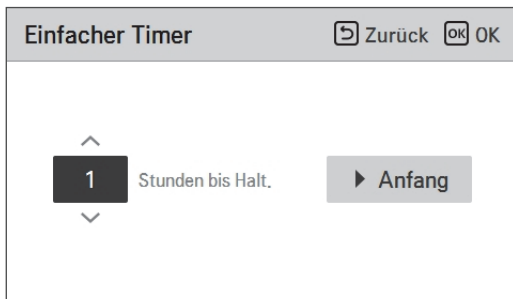 Einfacher Timer Zurück OK OK
1 Stunden bis Halt. Anfang